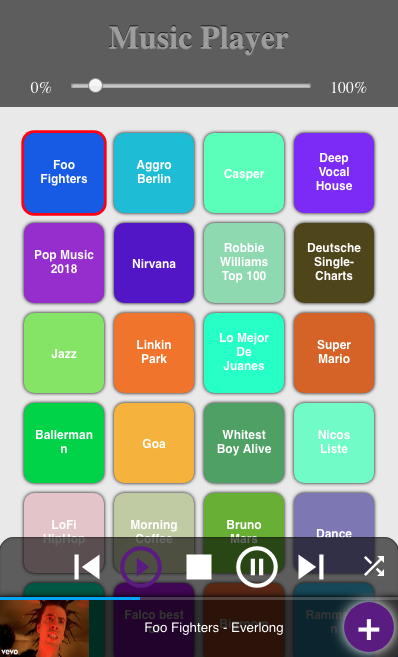 Music Player
0%
100%
Foo
Fighters
Aggro
Berlin
Casper
Deep
Vocal
House
Pop Music
2018
Nirvana
Robbie
Williams
Top 100
Deutsche
Single-
Charts
Jazz
Linkin
Park
Lo Mejor
De
Juanes
Super
Mario
Ballerman
n
Goa
Whitest
Boy Alive
Nicos
Liste
LoFi
HipHop
Morning
Coffee
Bruno
Mars
Dance
Falco best
Ramm
n
vevo
Foo Fighters - Everlong